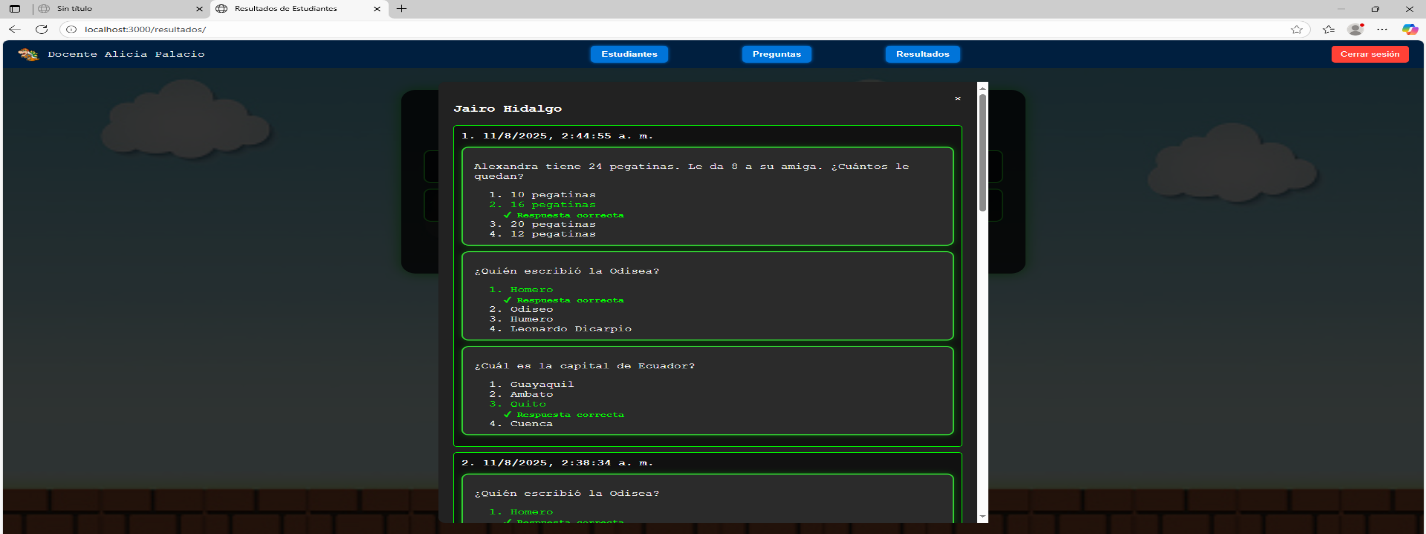 Sin título
Resultados de Estudiantes
localhost:3000/resultados/
Docente Alicia Palacio
Estudiantes
Preguntas
Resultados
Cerrar sesión
Jairo Hidalgo
×
1. 11/8/2025, 2:44:55 a. m.
Alexandra tiene 24 pegatinas. Le da 8 a su amiga. ¿Cuántos le
quedan?
1. 10 pegatinas
2. 16 pegatinas
✓ Respuesta correcta
3. 20 pegatinas
4. 12 pegatinas
¿Quién escribió la Odisea?
1. Homero
✓ Respuesta correcta
2. Odiseo
3. Humero
4. Leonardo Dicarpio
¿Cuál es la capital de Ecuador?
1. Guayaquil
2. Ambato
3. Quito
✓ Respuesta correcta
4. Cuenca
2. 11/8/2025, 2:38:34 a. m.
¿Quién escribió la Odisea?
1. Homero
✓ Respuesta correcta